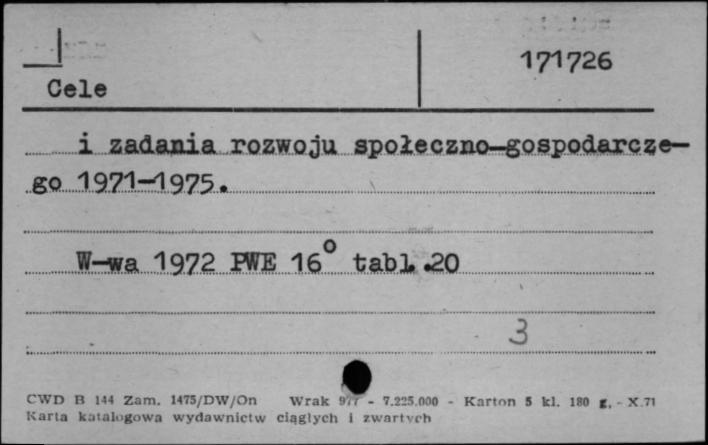 171726
Cele
i zadania rozwoju społeczno-gospodarcze-
go 1971-1975.
W-wa 1972 PWE 16° tabl. 20
3
CWD B 144 Zam. 1475/DW/On Wrak 977 - 7.225.000 - Karton 5 kl. 180 g, - X.71
Karta katalogowa wydawnictw ciągłych i zwartych